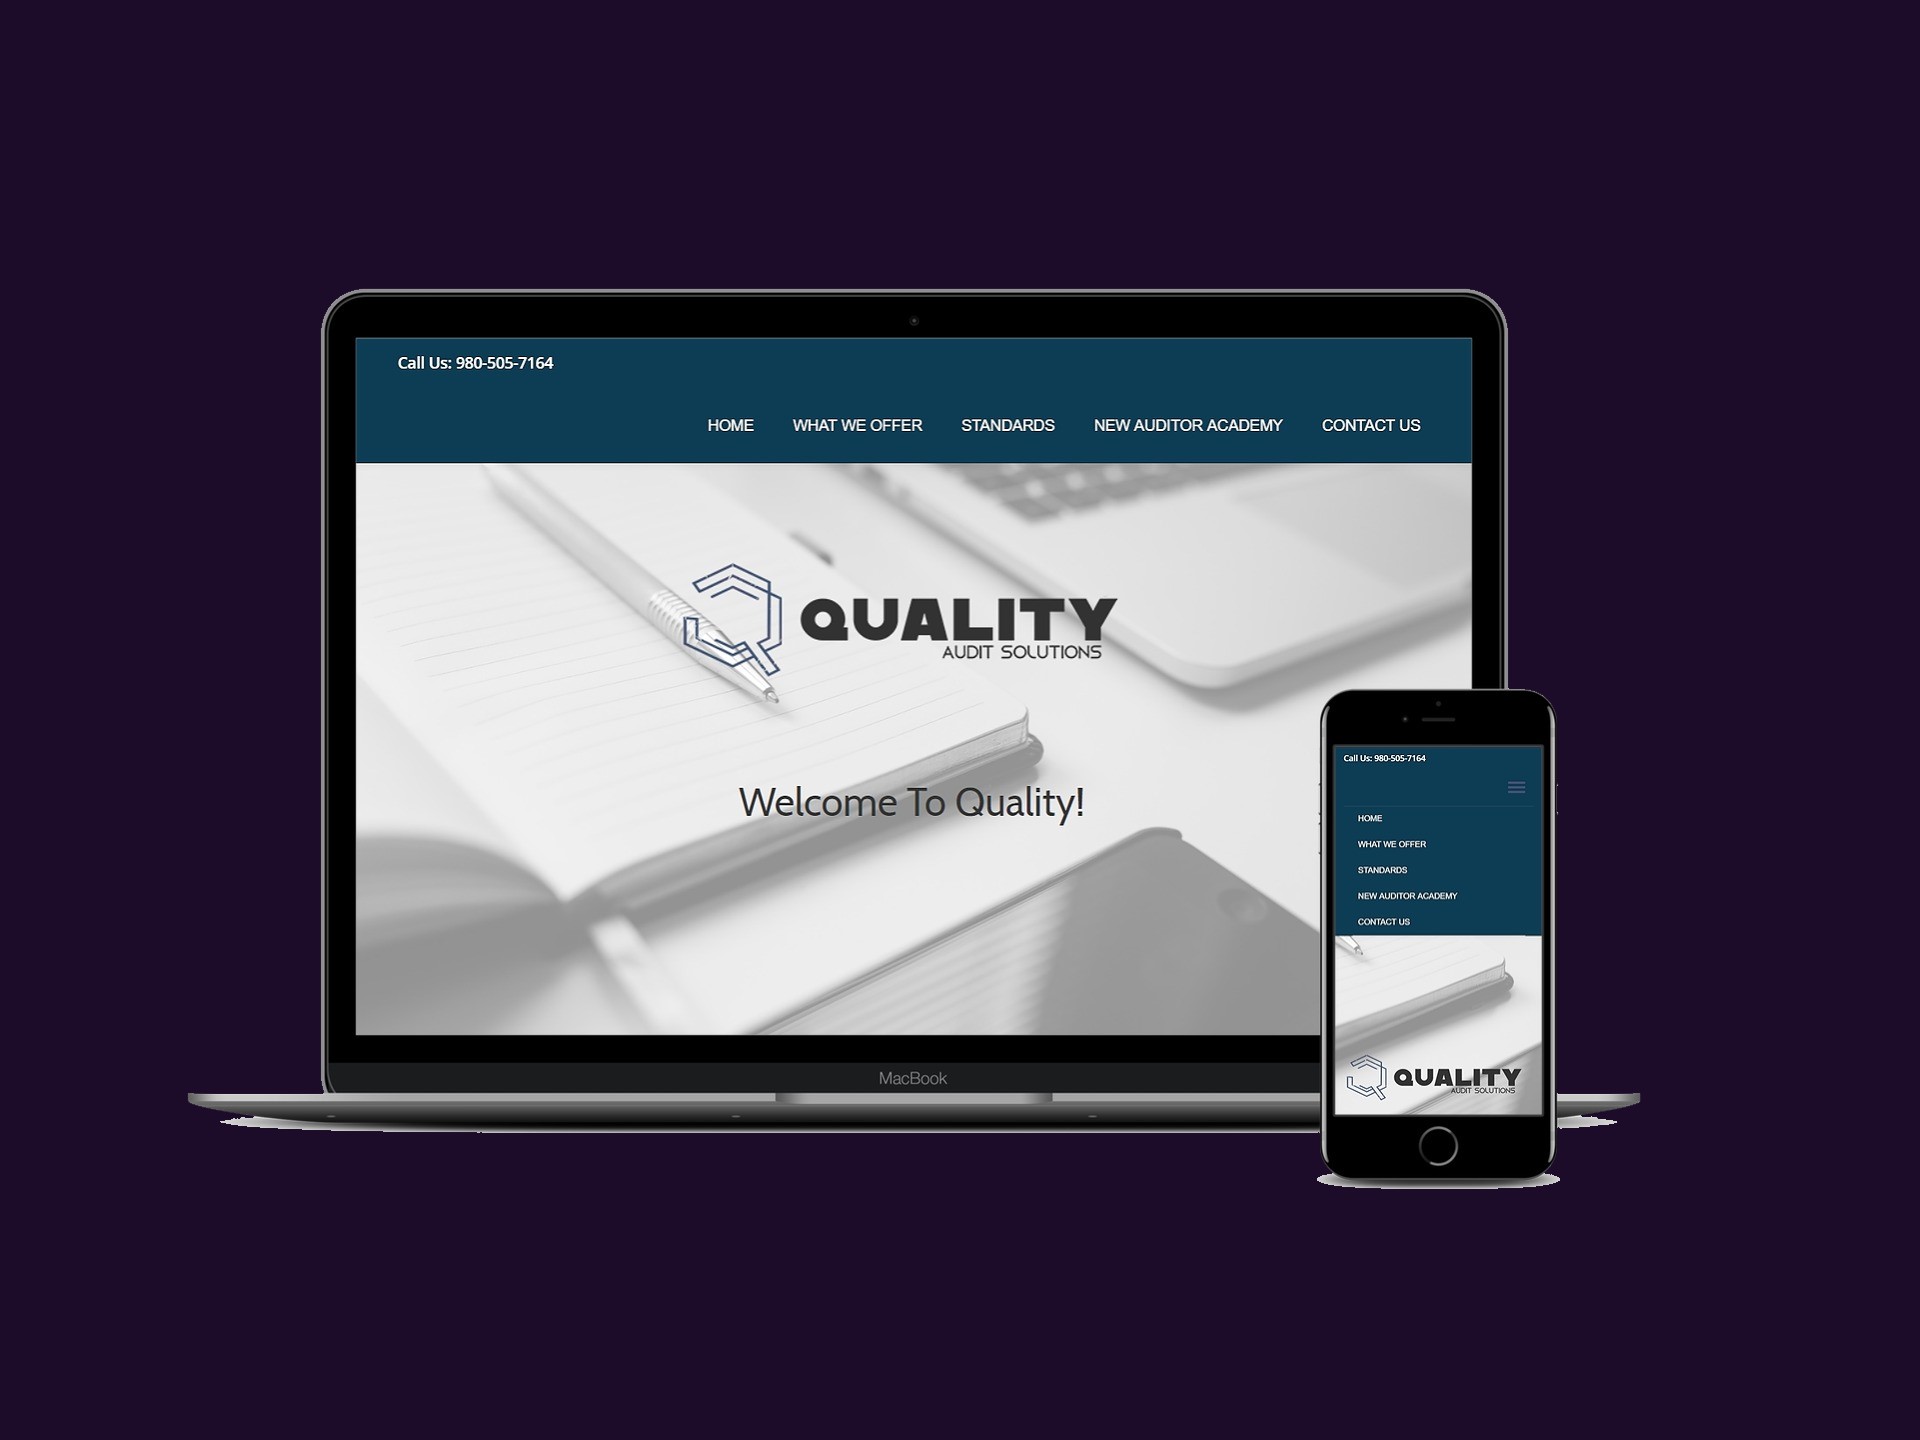 Call Us: 980-505-7164
HOME WHAT WE OFFER STANDARDS NEW AUDITOR ACADEMY CONTACT US
QUALITY
AUDIT SOLUTIONS
Welcome To Quality!
MacBook
Call Us: 980-505-7164
HOME
WHAT WE OFFER
STANDARDS
NEW AUDITOR ACADEMY
CONTACT US
QUALITY
AUDIT SOLUTIONS